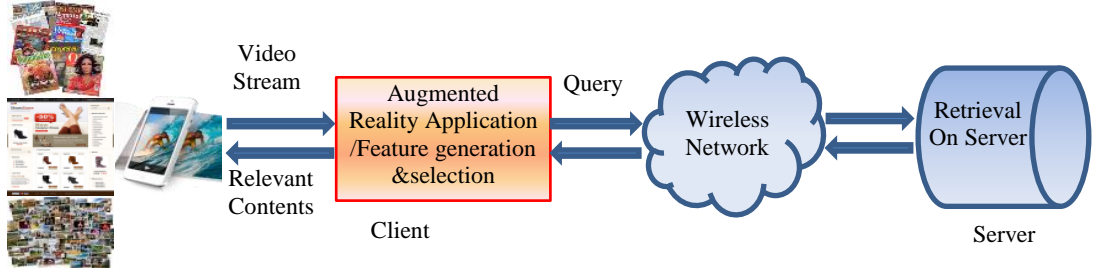 Video
Stream
Relevant
Contents
Augmented
Reality Application
/Feature generation
&selection
Client
Query
Wireless
Network
Retrieval
On Server
Server